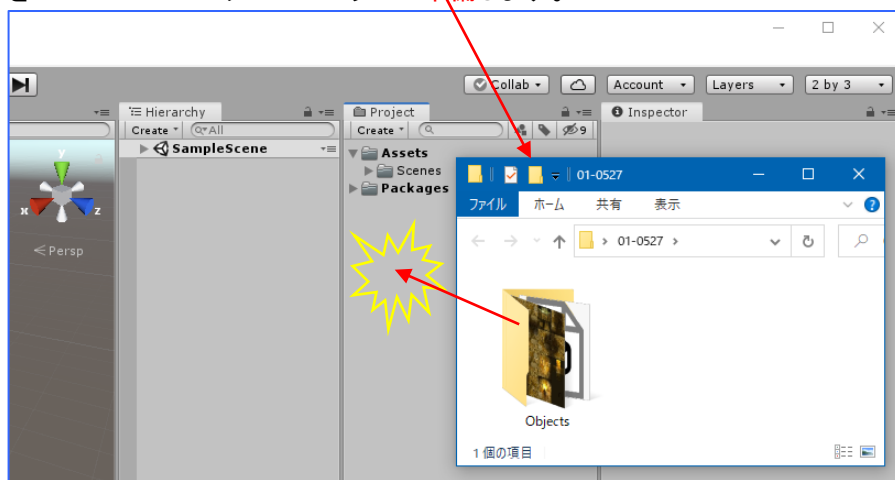 Collab
Account
Layers
2 by 3
Hierarchy
Project
Inspector
Create
All
Create
9
SampleScene
Assets
Scenes
Packages
y
x
z
Persp
01-0527
ファイル
ホーム
共有
表示
01-0527
Objects
1 個の項目